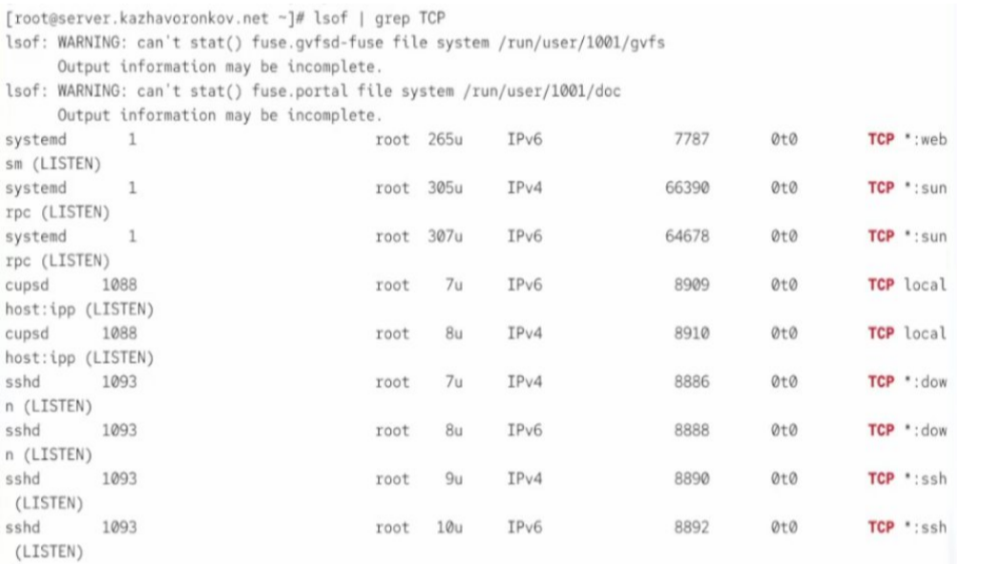 [root@server.kazhavoronkov.net ~]# lsof | grep TCP
lsof: WARNING: can't stat() fuse.gvfsd-fuse file system /run/user/1001/gvfs
      Output information may be incomplete.
lsof: WARNING: can't stat() fuse.portal file system /run/user/1001/doc
      Output information may be incomplete.
systemd       1                            root  265u     IPv6               7787       0t0        TCP *:web
sm (LISTEN)
systemd       1                            root  305u     IPv4              66390       0t0        TCP *:sun
rpc (LISTEN)
systemd       1                            root  307u     IPv6              64678       0t0        TCP *:sun
rpc (LISTEN)
cupsd      1088                            root    7u     IPv6               8909       0t0        TCP local
host:ipp (LISTEN)
cupsd      1088                            root    8u     IPv4               8910       0t0        TCP local
host:ipp (LISTEN)
sshd       1093                            root    7u     IPv4               8886       0t0        TCP *:dow
n (LISTEN)
sshd       1093                            root    8u     IPv6               8888       0t0        TCP *:dow
n (LISTEN)
sshd       1093                            root    9u     IPv4               8890       0t0        TCP *:ssh
 (LISTEN)
sshd       1093                            root   10u     IPv6               8892       0t0        TCP *:ssh
 (LISTEN)